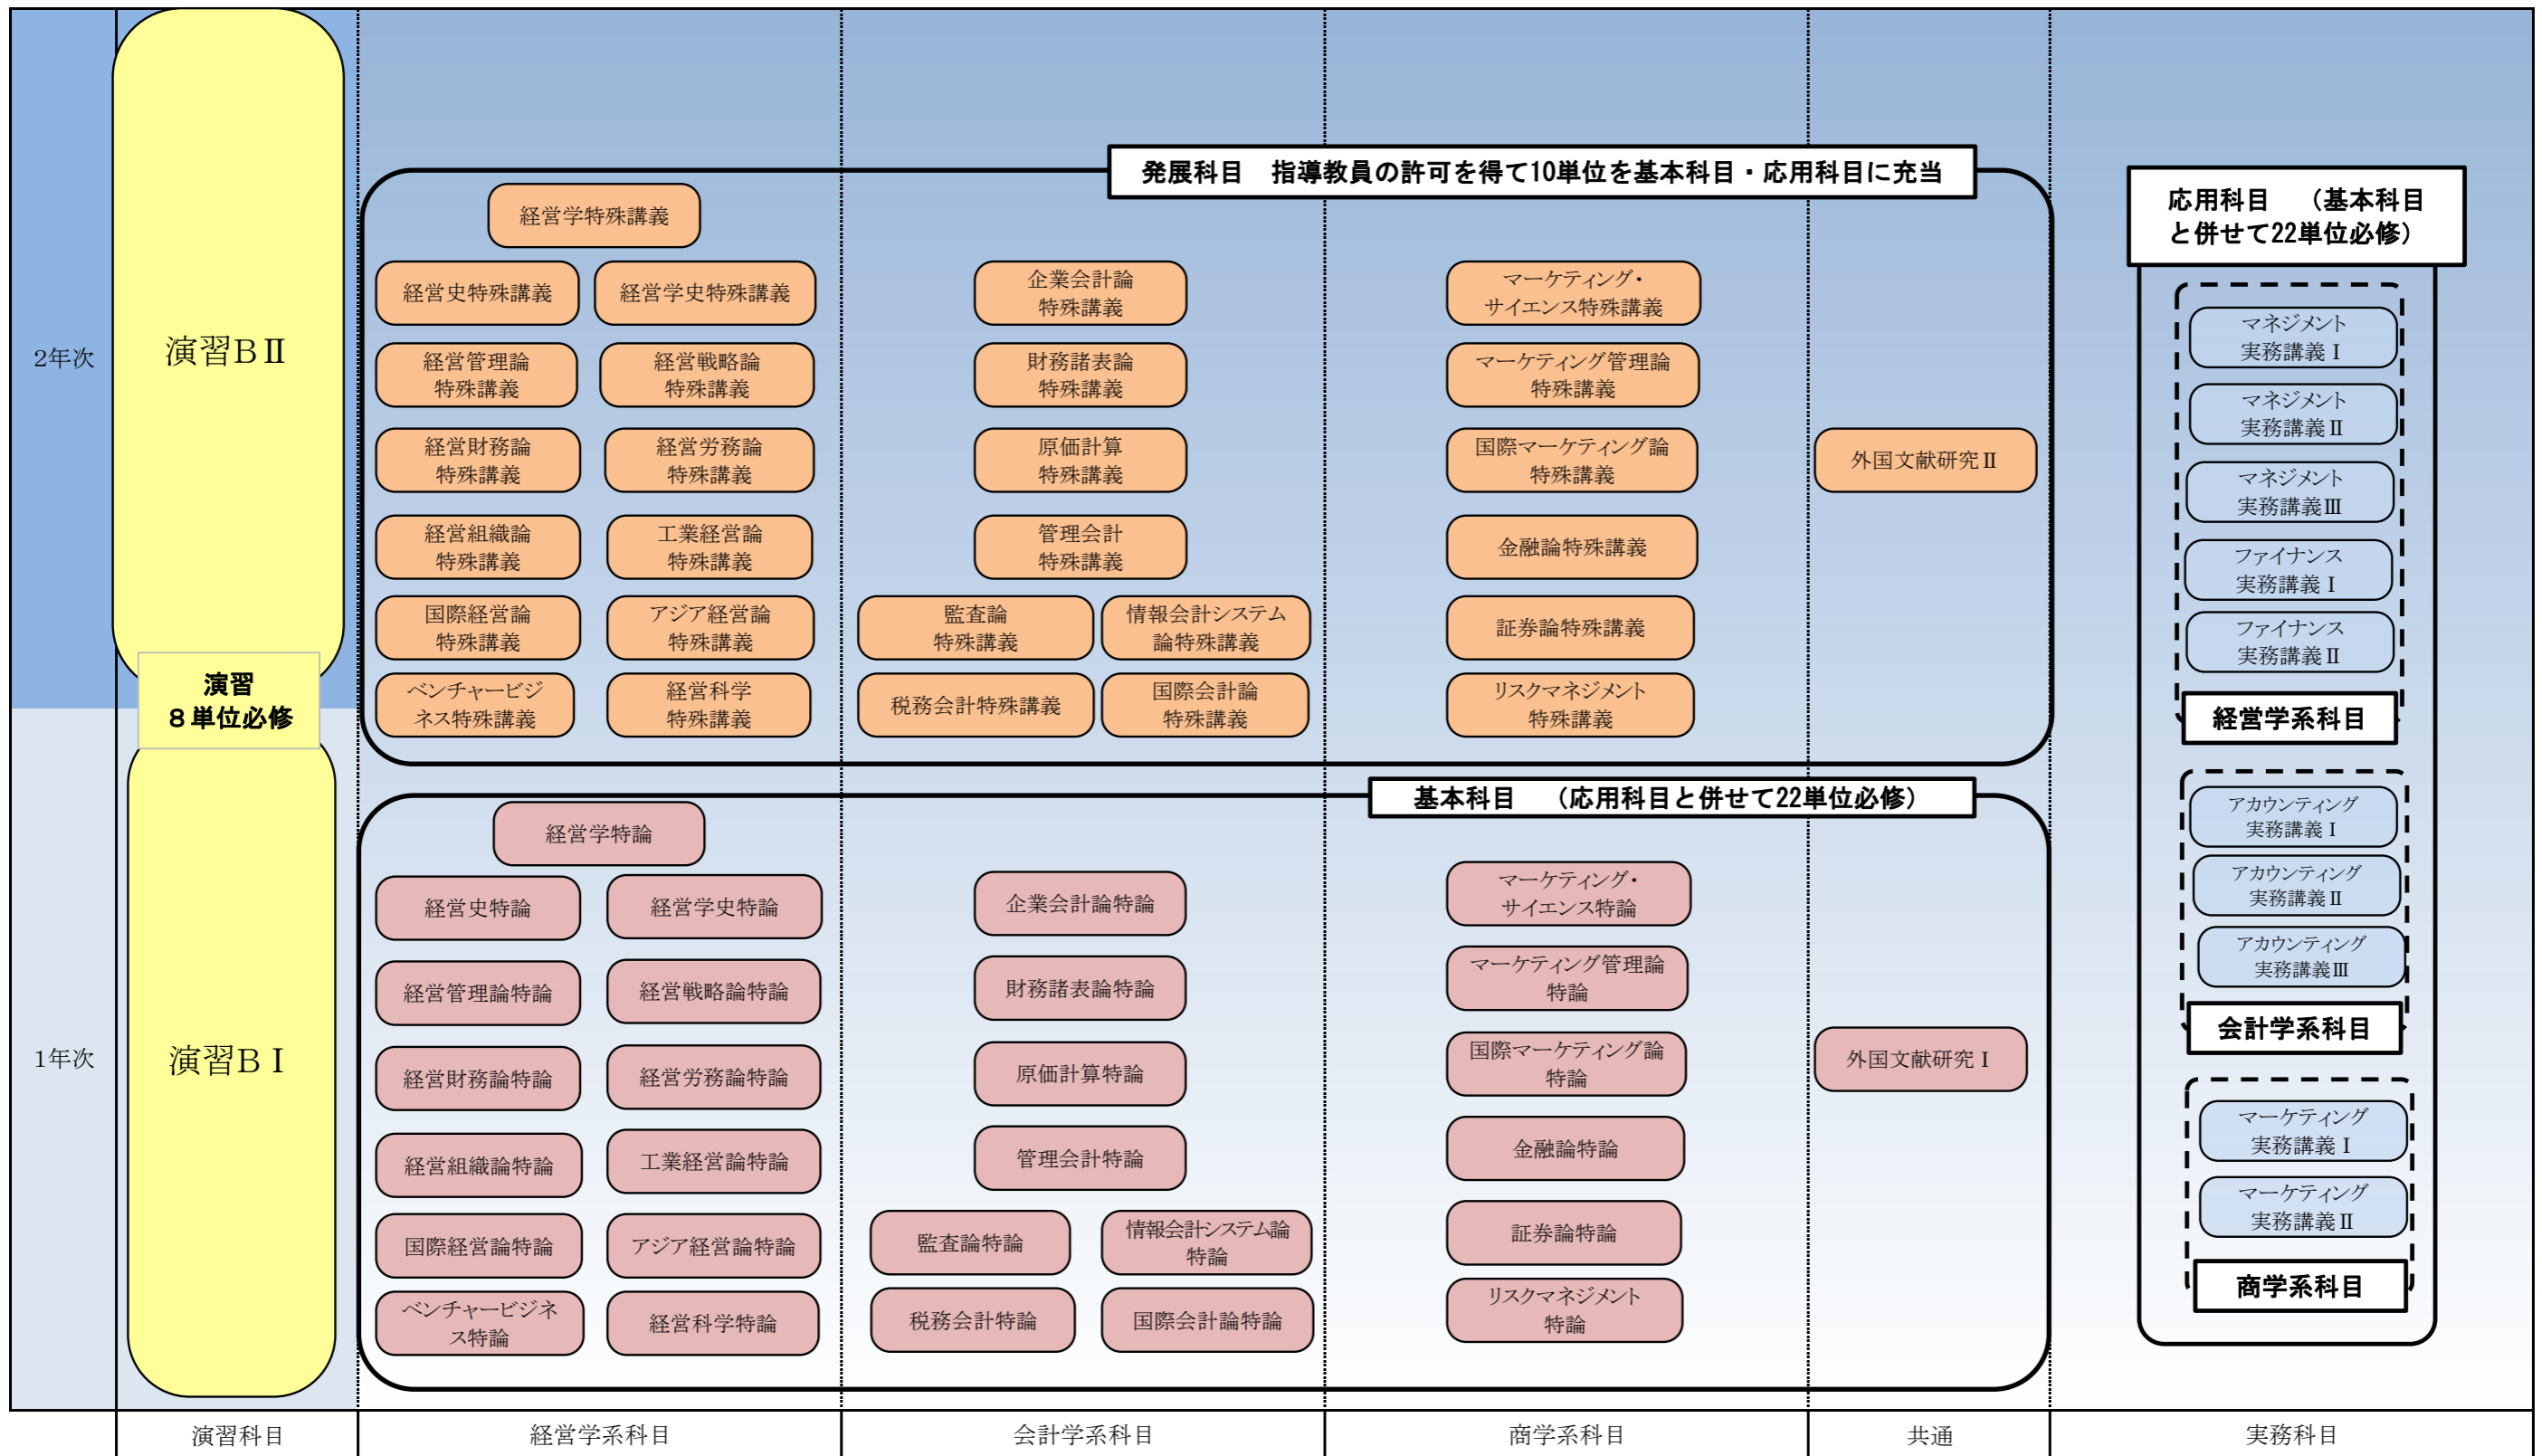 発展科目　指導教員の許可を得て10単位を基本科目・応用科目に充当
応用科目　（基本科目
と併せて22単位必修）
2年次
演習BⅡ
演習
８単位必修
経営学特殊講義
経営史特殊講義
経営学史特殊講義
経営管理論
特殊講義
経営戦略論
特殊講義
経営財務論
特殊講義
経営労務論
特殊講義
経営組織論
特殊講義
工業経営論
特殊講義
国際経営論
特殊講義
アジア経営論
特殊講義
ベンチャービジ
ネス特殊講義
経営科学
特殊講義
企業会計論
特殊講義
財務諸表論
特殊講義
原価計算
特殊講義
管理会計
特殊講義
監査論
特殊講義
情報会計システム
論特殊講義
税務会計特殊講義
国際会計論
特殊講義
マーケティング・
サイエンス特殊講義
マーケティング管理論
特殊講義
国際マーケティング論
特殊講義
金融論特殊講義
証券論特殊講義
リスクマネジメント
特殊講義
外国文献研究Ⅱ
マネジメント
実務講義Ⅰ
マネジメント
実務講義Ⅱ
マネジメント
実務講義Ⅲ
ファイナンス
実務講義Ⅰ
ファイナンス
実務講義Ⅱ
経営学系科目
アカウンティング
実務講義Ⅰ
アカウンティング
実務講義Ⅱ
アカウンティング
実務講義Ⅲ
会計学系科目
マーケティング
実務講義Ⅰ
マーケティング
実務講義Ⅱ
商学系科目
基本科目　（応用科目と併せて22単位必修）
1年次
演習BⅠ
経営学特論
経営史特論
経営学史特論
経営管理論特論
経営戦略論特論
経営財務論特論
経営労務論特論
経営組織論特論
工業経営論特論
国際経営論特論
アジア経営論特論
ベンチャービジネ
ス特論
経営科学特論
企業会計論特論
財務諸表論特論
原価計算特論
管理会計特論
監査論特論
情報会計システム論
特論
税務会計特論
国際会計論特論
マーケティング・
サイエンス特論
マーケティング管理論
特論
国際マーケティング論
特論
金融論特論
証券論特論
リスクマネジメント
特論
外国文献研究Ⅰ
演習科目
経営学系科目
会計学系科目
商学系科目
共通
実務科目